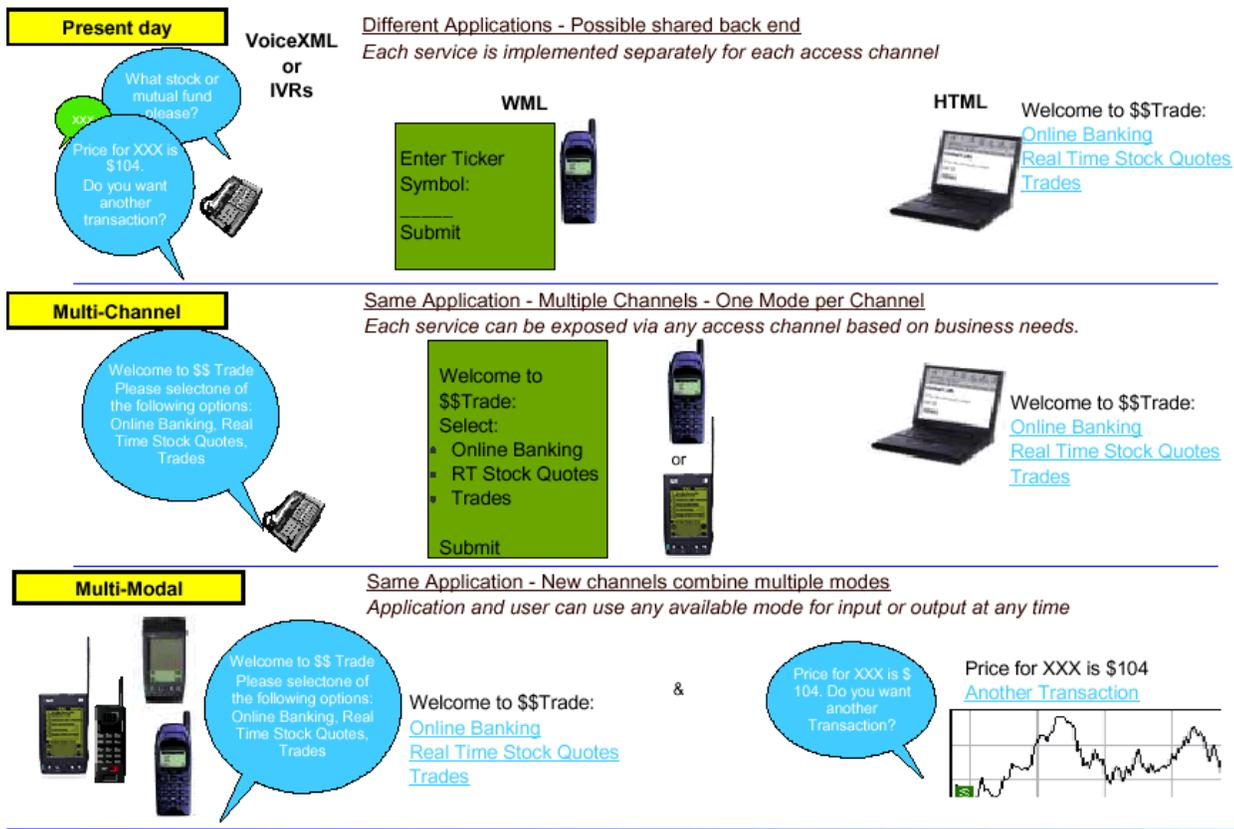 Present day
VoiceXML
or
IVRs
Different Applications - Possible shared back end
Each service is implemented separately for each access channel
What stock or
mutual fund
please?
xxx
Price for XXX is
$104.
Do you want
another
transaction?
WML
Enter Ticker
Symbol:
_____
Submit
HTML
Welcome to $$Trade:
Online Banking
Real Time Stock Quotes
Trades
Multi-Channel
Same Application - Multiple Channels - One Mode per Channel
Each service can be exposed via any access channel based on business needs.
Welcome to $$ Trade
Please selectone of
the following options:
Online Banking, Real
Time Stock Quotes,
Trades
Welcome to
$$Trade:
Select:
Online Banking
RT Stock Quotes
Trades
Submit
or
Welcome to $$Trade:
Online Banking
Real Time Stock Quotes
Trades
Multi-Modal
Same Application - New channels combine multiple modes
Application and user can use any available mode for input or output at any time
Welcome to $$ Trade
Please selectone of
the following options:
Online Banking, Real
Time Stock Quotes,
Trades
Welcome to $$Trade:
Online Banking
Real Time Stock Quotes
Trades
&
Price for XXX is $
104. Do you want
another
Transaction?
Price for XXX is $104
Another Transaction